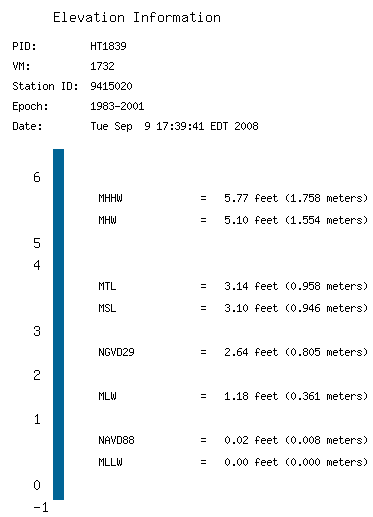 Elevation Information
PID: HT1839
VM: 1732
Station ID: 9415020
Epoch: 1983-2001
Date: Tue Sep  9 17:39:41 EDT 2008
6
MHHW = 5.77 feet (1.758 meters)
MHW = 5.10 feet (1.554 meters)
5
4
MTL = 3.14 feet (0.958 meters)
MSL = 3.10 feet (0.946 meters)
3
NGVD29 = 2.64 feet (0.805 meters)
2
MLW = 1.18 feet (0.361 meters)
1
NAVD88 = 0.02 feet (0.008 meters)
MLLW = 0.00 feet (0.000 meters)
0
-1